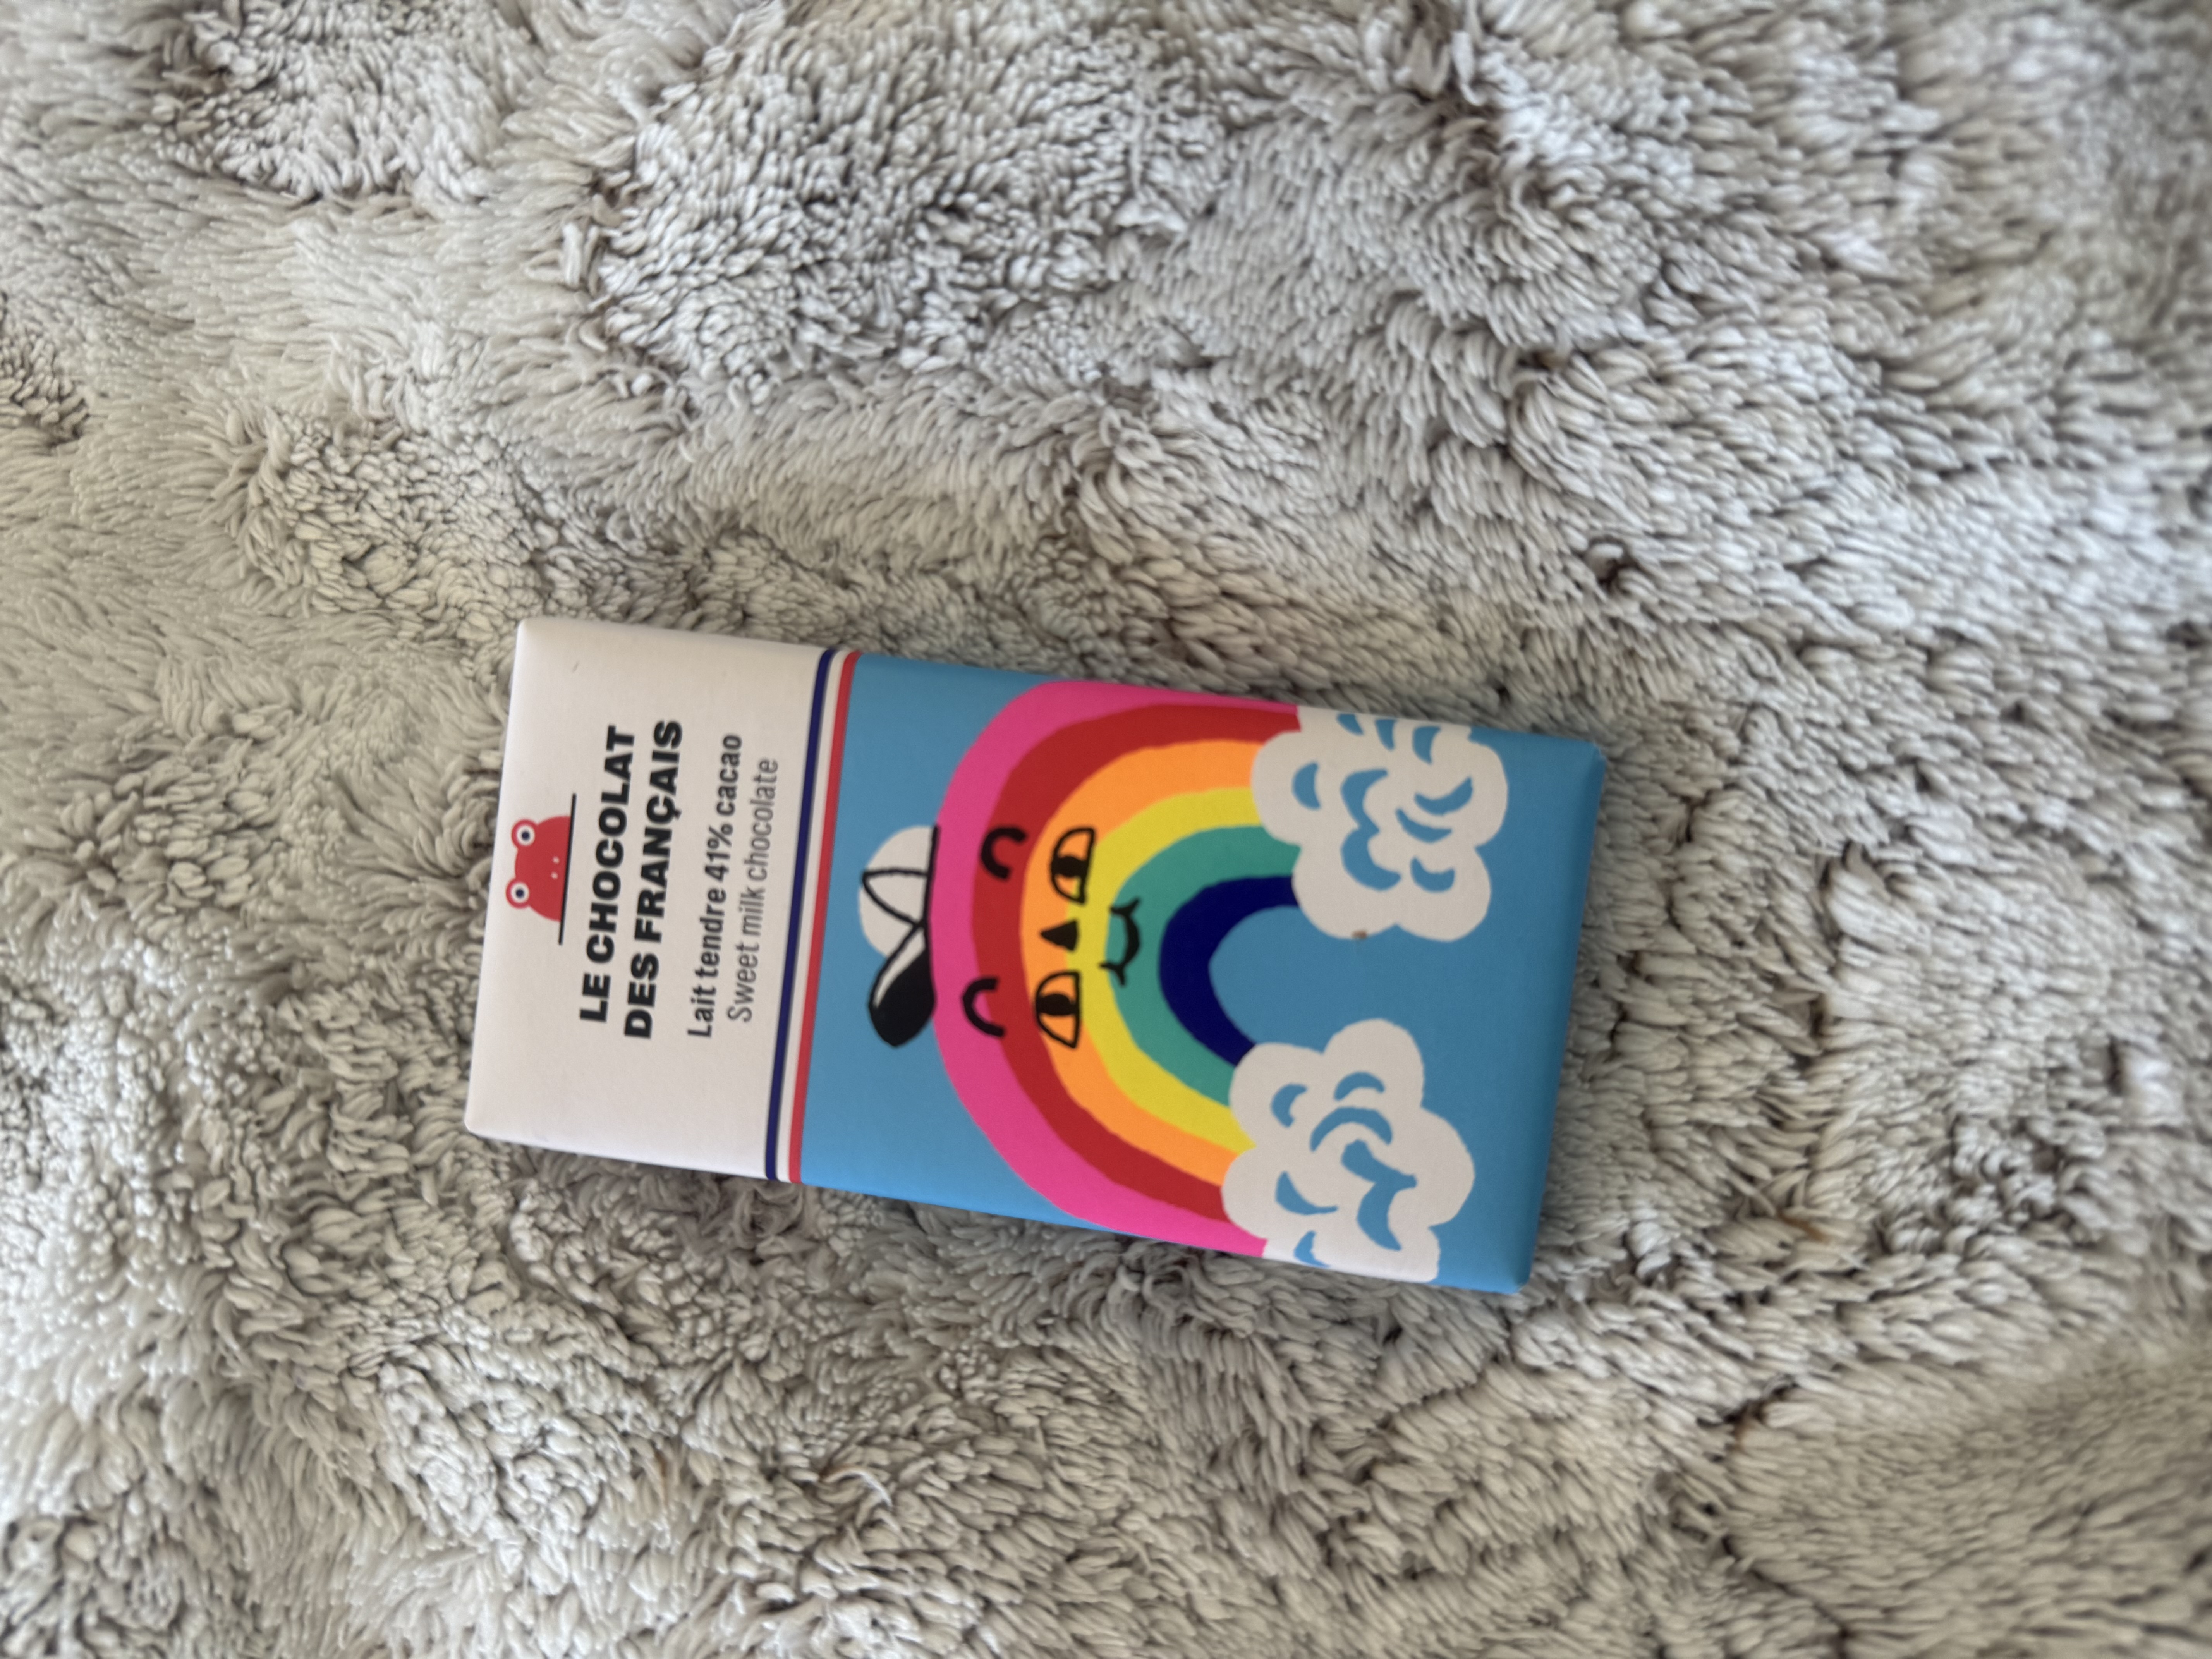 LE CHOCOLAT
DES FRANÇAIS
Lait tendre 41% cacao
Sweet milk chocolate